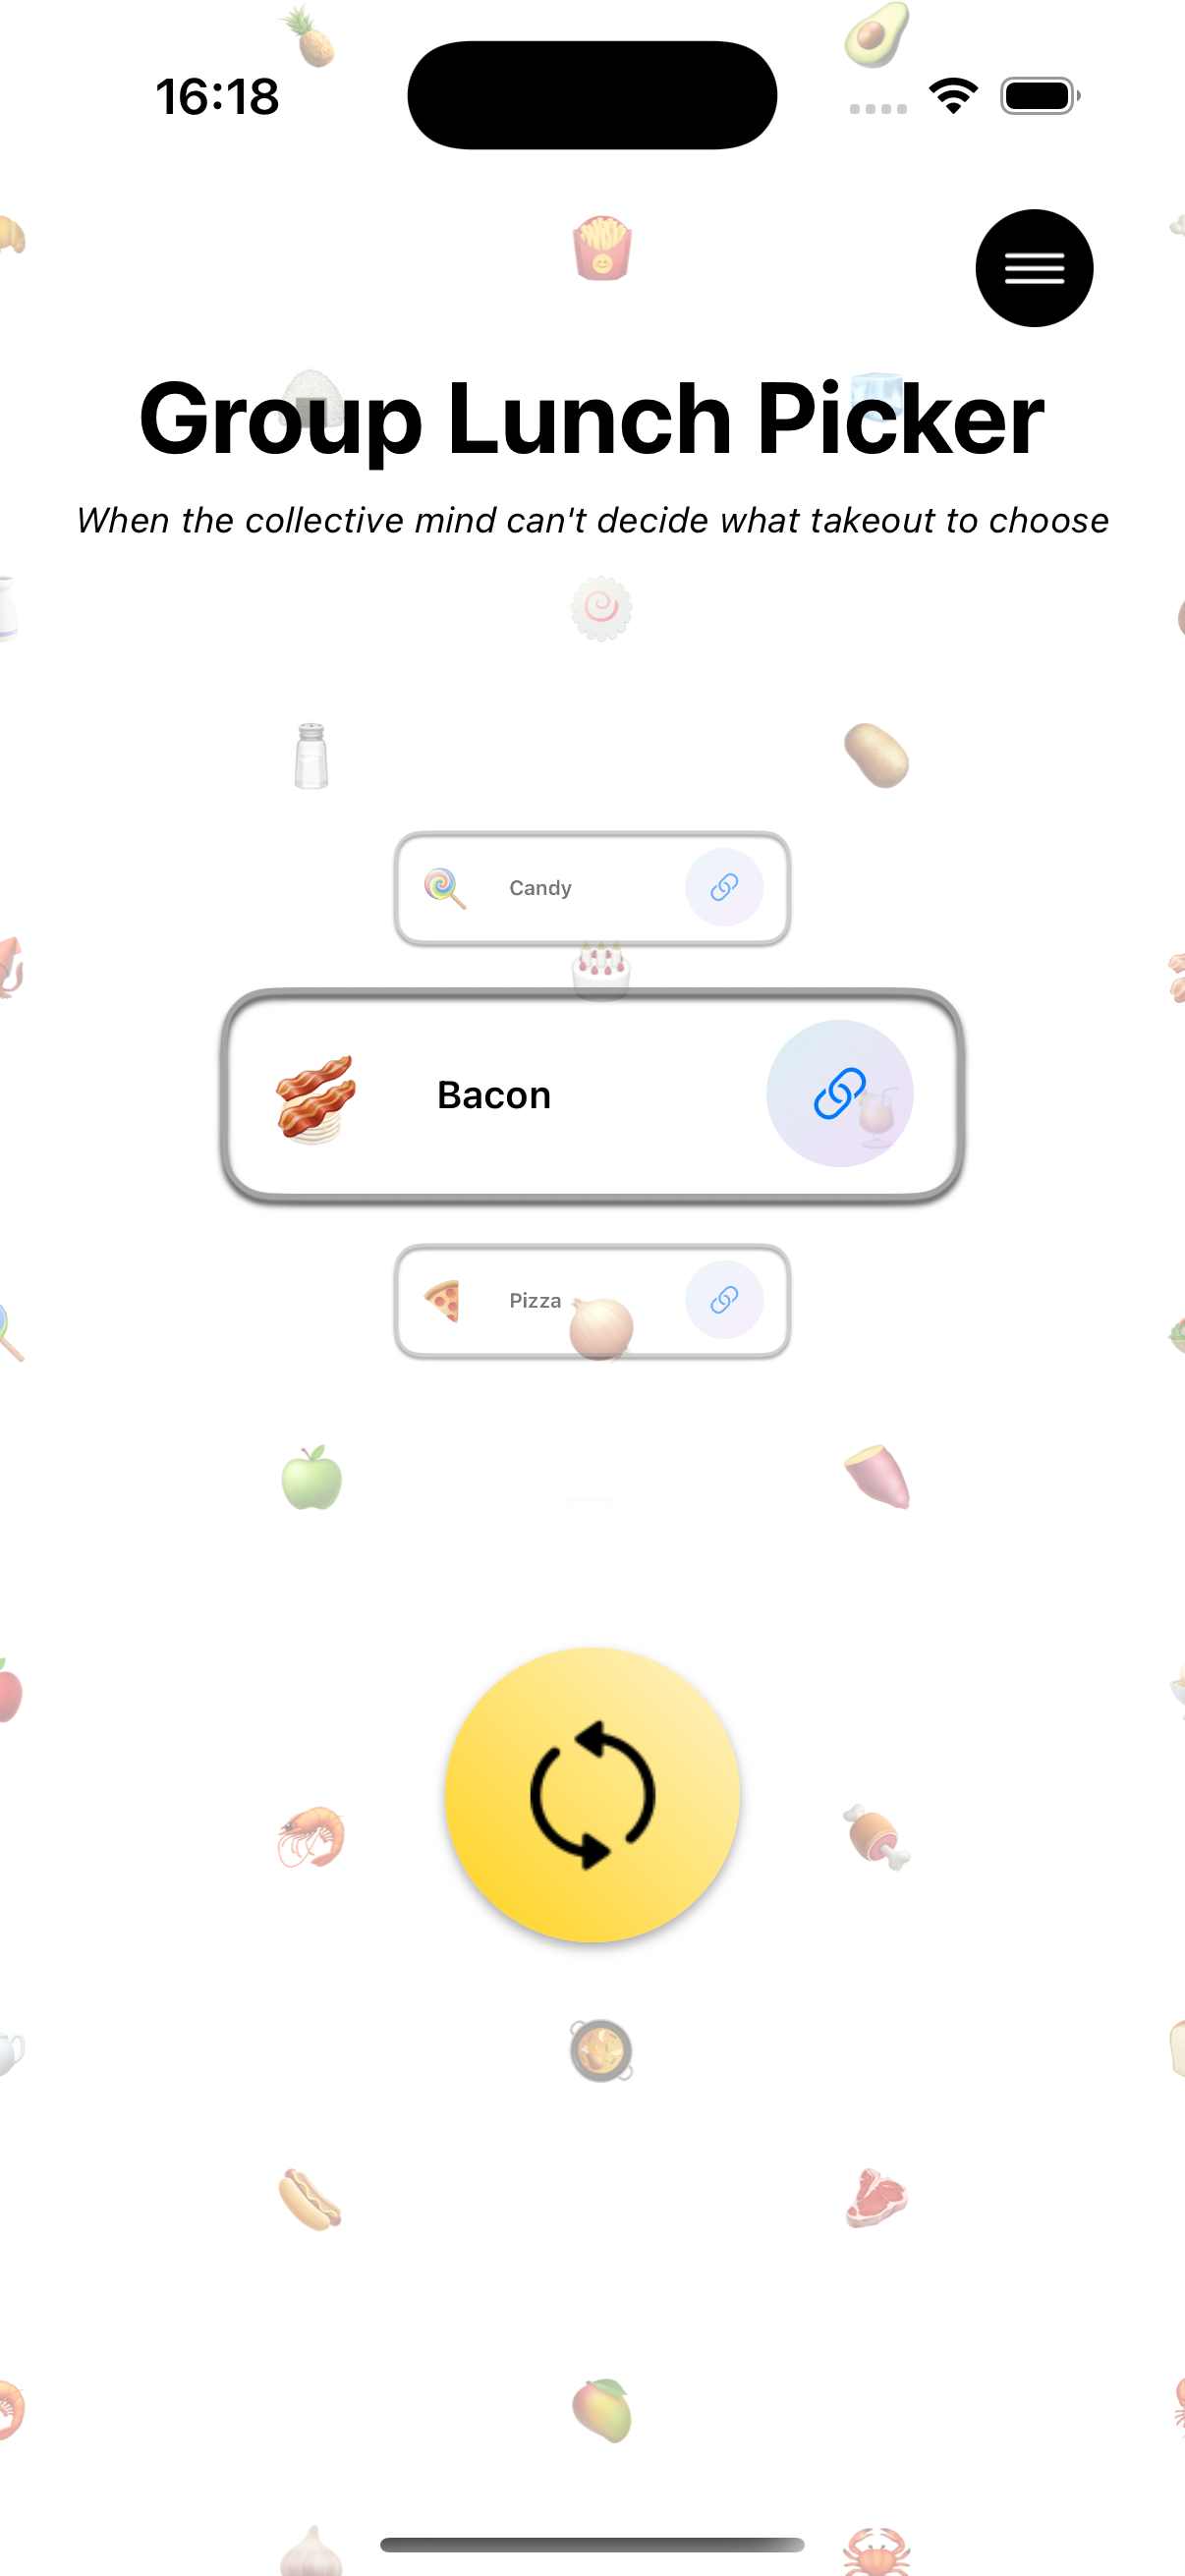 16:18
Group Lunch Picker
When the collective mind can't decide what takeout to choose
Candy
Bacon
Pizza